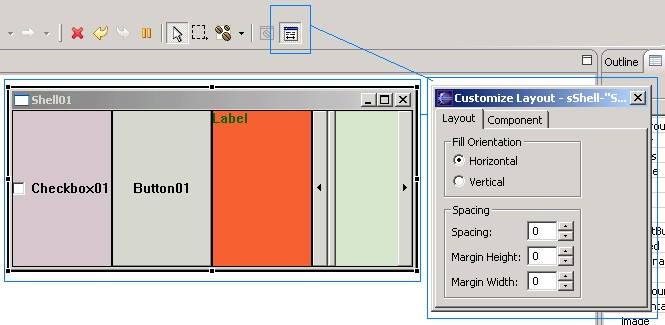 Outline
Shell01
Checkbox01
Button01
Label
Customize Layout - sShell-"S...
Layout
Component
Fill Orientation
Horizontal
Vertical
Spacing
Spacing: 0
Margin Height: 0
Margin Width: 0
image